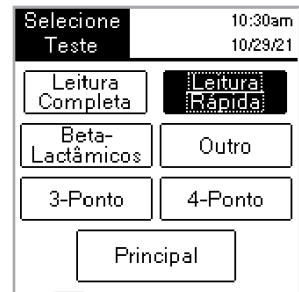 Selecione
Teste
10:30am
10/29/21
Leitura
Completa
Leitura
Rápida
Beta-
Lactâmicos
Outro
3-Ponto
4-Ponto
Principal